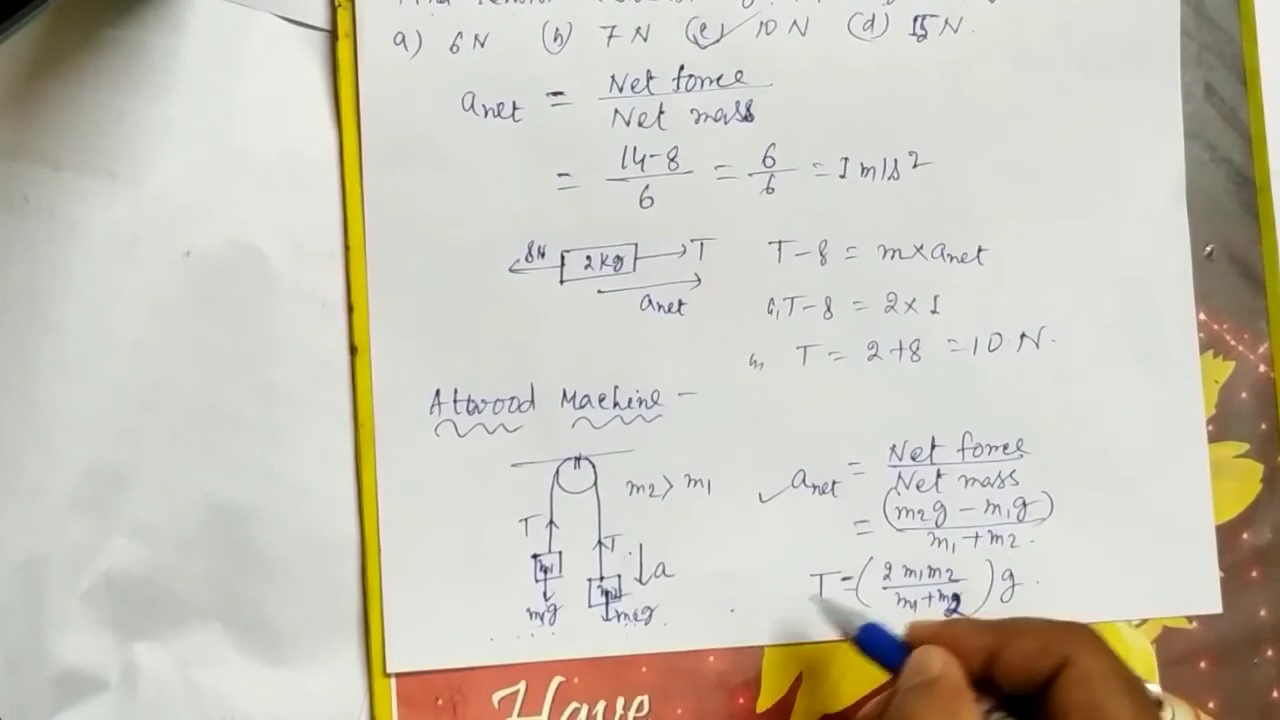 a) 6N (b) 7N (c) 10N (d) 15N.
anet = Net force / Net mass
= 14-8 / 6 = 6 / 6 = 1 m/s²
8N 2kg T
anet
T-8 = m×anet
T-8 = 2×1
T = 2+8 = 10 N.
Atwood Machine -
m2 > m1
T T
m1 m2 a
m1g m2g
anet = Net force / Net mass
= (m2g - m1g) / m1+m2.
T = (2m1m2 / m1+m2)g.
Have